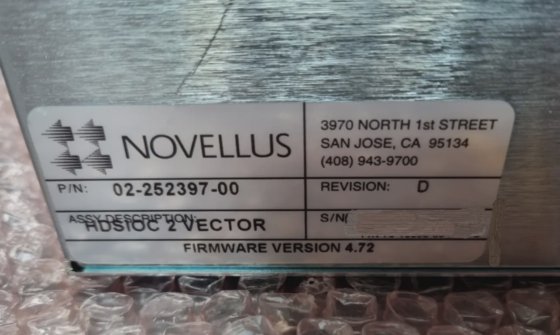 NOVELLUS
3970 NORTH 1st STREET
SAN JOSE, CA 95134
(408) 943-9700
P/N: 02-252397-00
REVISION: D
ASSY DESCRIPTION:
HDSIOC 2 VECTOR
S/N(
FIRMWARE VERSION 4.72